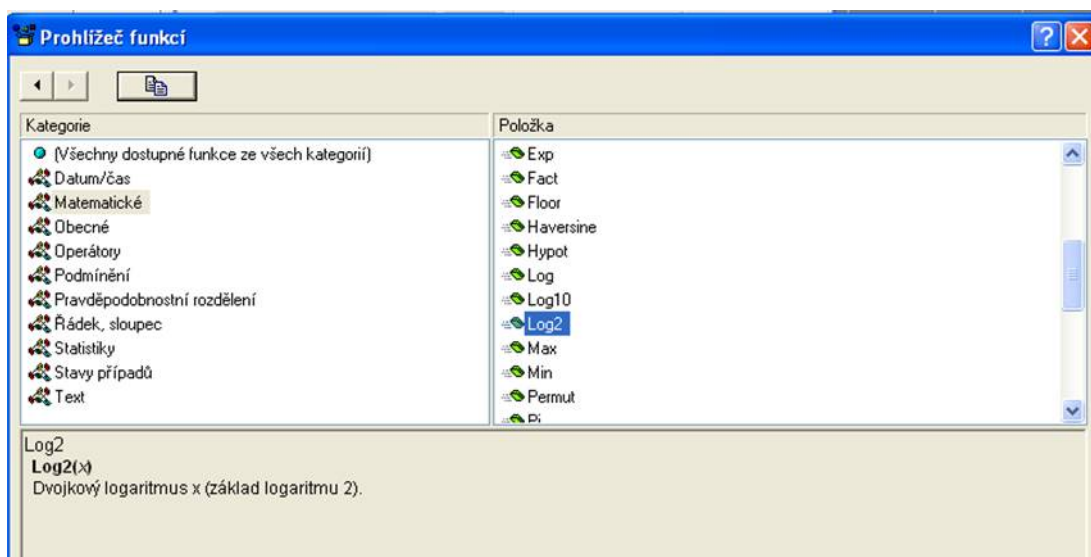 Prohlížeč funkcí
Kategorie
(Všechny dostupné funkce ze všech kategorií)
Datum/čas
Matematické
Obecné
Operátory
Podmínění
Pravděpodobnostní rozdělení
Řádek, sloupec
Statistiky
Stavy případů
Text
Položka
Exp
Fact
Floor
Haversine
Hypot
Log
Log10
Log2
Max
Min
Permut
Pi
Log2
Log2(x)
Dvojkový logaritmus x (základ logaritmu 2).